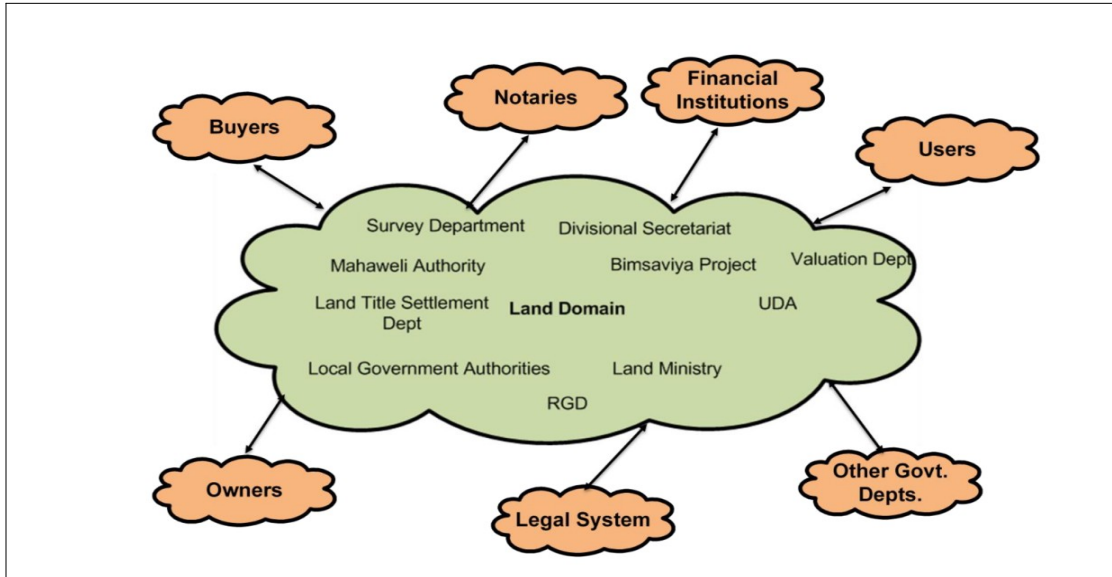 Financial
Institutions
Notaries
Buyers
Users
Survey Department
Divisional Secretariat
Mahaweli Authority
Bimsaviya Project
Valuation Dept
Land Title Settlement
Dept
Land Domain
UDA
Local Government Authorities
Land Ministry
RGD
Owners
Legal System
Other Govt.
Depts.